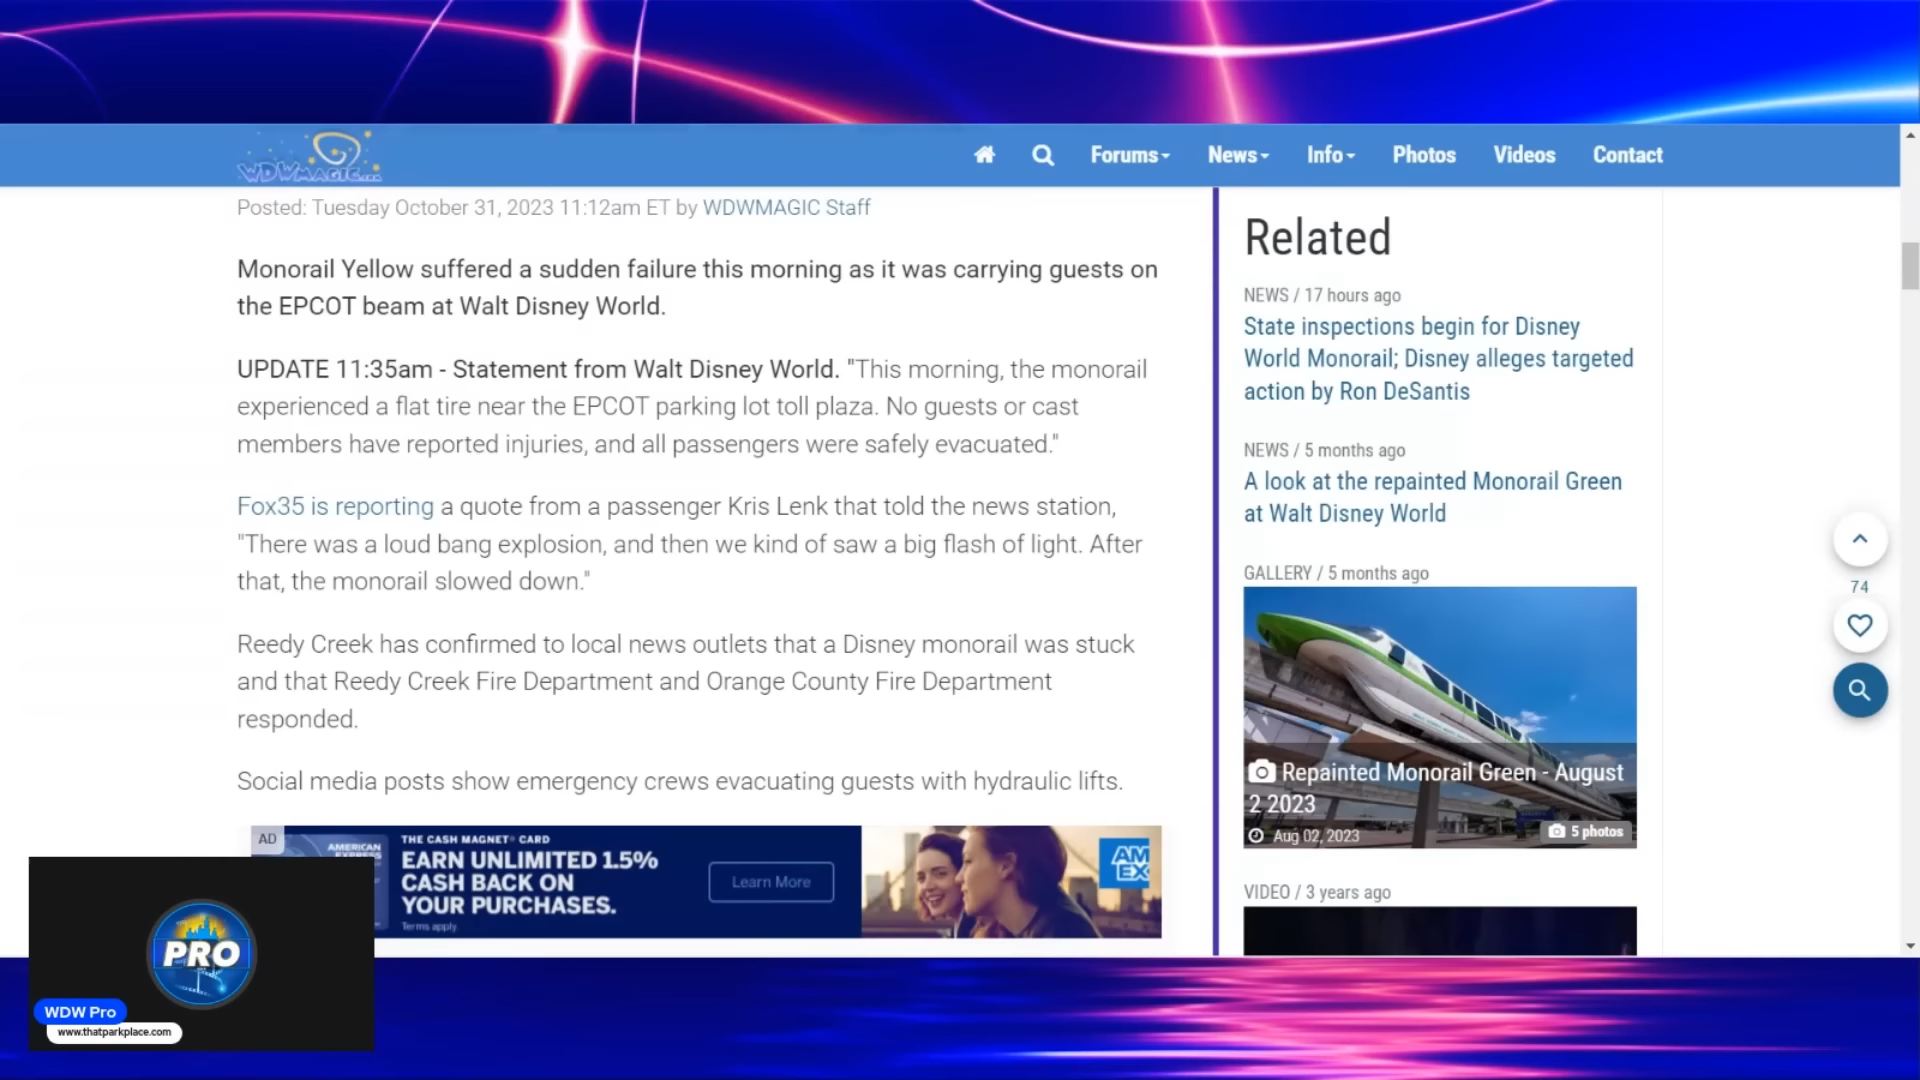 WDWMAGIC
Forums
News
Info
Photos
Videos
Contact
Posted: Tuesday October 31, 2023 11:12am ET by WDWMAGIC Staff
Monorail Yellow suffered a sudden failure this morning as it was carrying guests on
the EPCOT beam at Walt Disney World.
UPDATE 11:35am - Statement from Walt Disney World. "This morning, the monorail
experienced a flat tire near the EPCOT parking lot toll plaza. No guests or cast
members have reported injuries, and all passengers were safely evacuated."
Fox35 is reporting a quote from a passenger Kris Lenk that told the news station,
"There was a loud bang explosion, and then we kind of saw a big flash of light. After
that, the monorail slowed down."
Reedy Creek has confirmed to local news outlets that a Disney monorail was stuck
and that Reedy Creek Fire Department and Orange County Fire Department
responded.
Social media posts show emergency crews evacuating guests with hydraulic lifts.
AD
AMERICAN
EXPRESS
THE CASH MAGNET® CARD
EARN UNLIMITED 1.5%
CASH BACK ON
YOUR PURCHASES.
Terms apply.
Learn More
AM
EX
Related
NEWS / 17 hours ago
State inspections begin for Disney
World Monorail; Disney alleges targeted
action by Ron DeSantis
NEWS / 5 months ago
A look at the repainted Monorail Green
at Walt Disney World
GALLERY / 5 months ago
Repainted Monorail Green - August
2 2023
Aug 02, 2023
5 photos
VIDEO / 3 years ago
74
PRO
WDW Pro
www.thatparkplace.com